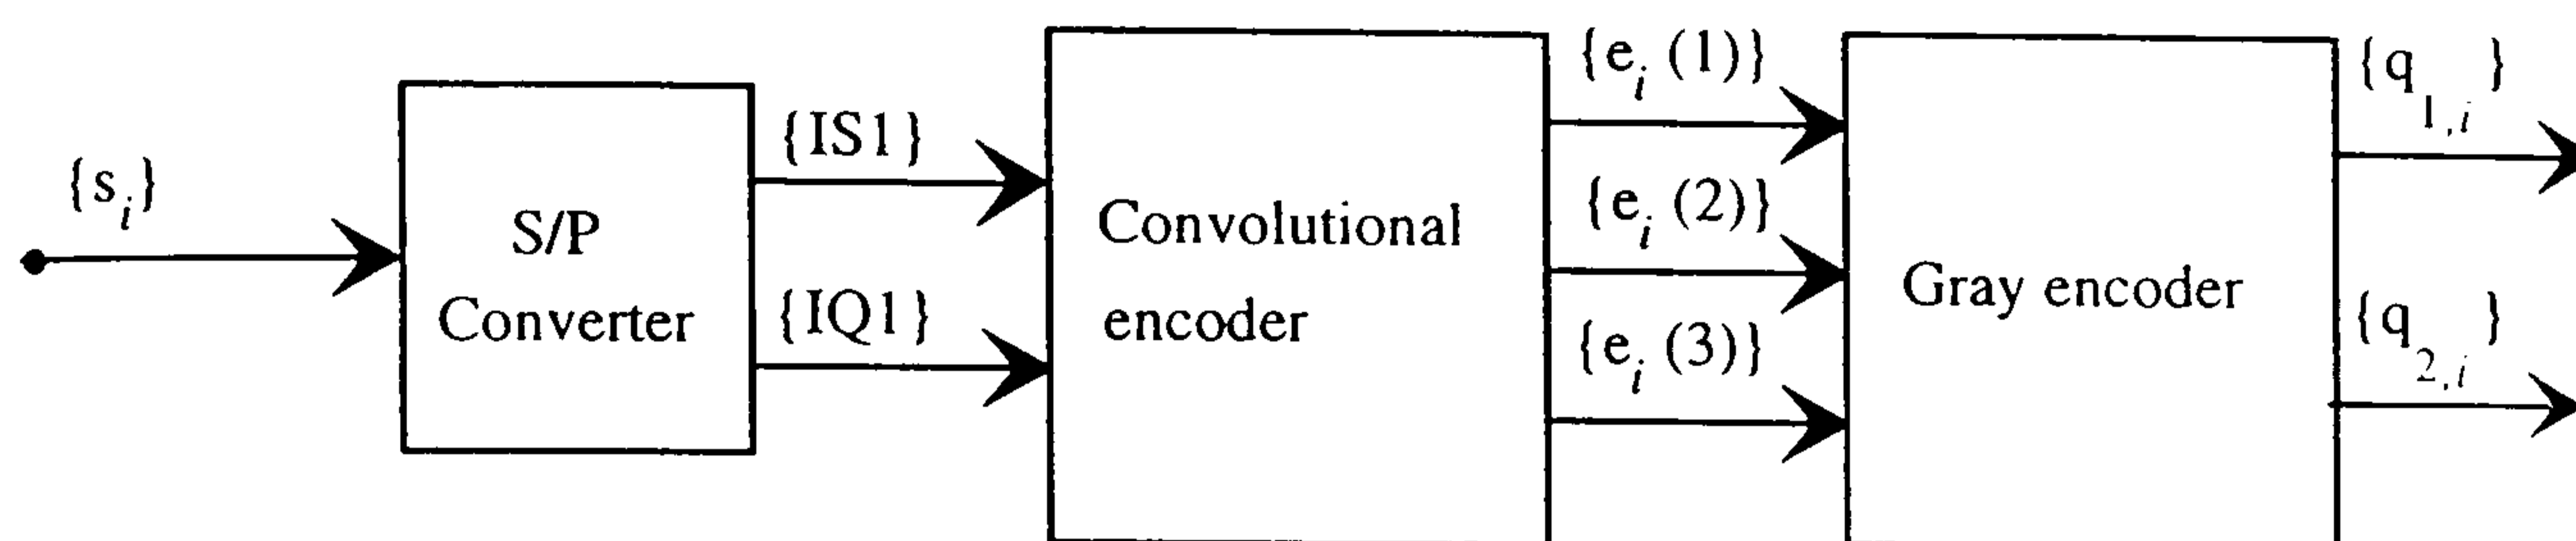 {s_i}
S/P
Converter
{IS1}
{IQ1}
Convolutional
encoder
{e_i (1)}
{e_i (2)}
{e_i (3)}
Gray encoder
{q_1,i}
{q_2,i}